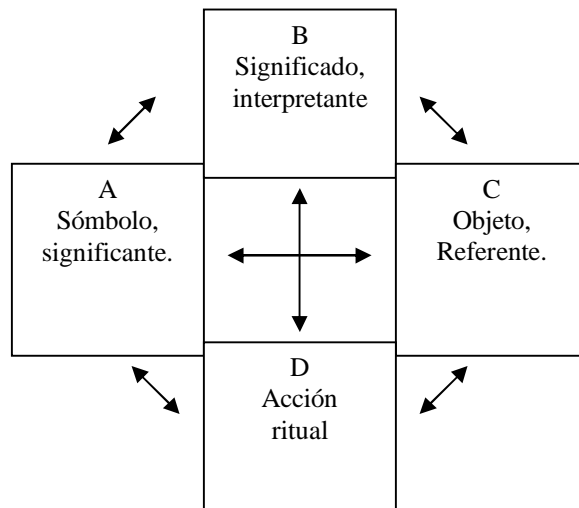 B
Significado,
interpretante
A
Sómbolo,
significante.
C
Objeto,
Referente.
D
Acción
ritual